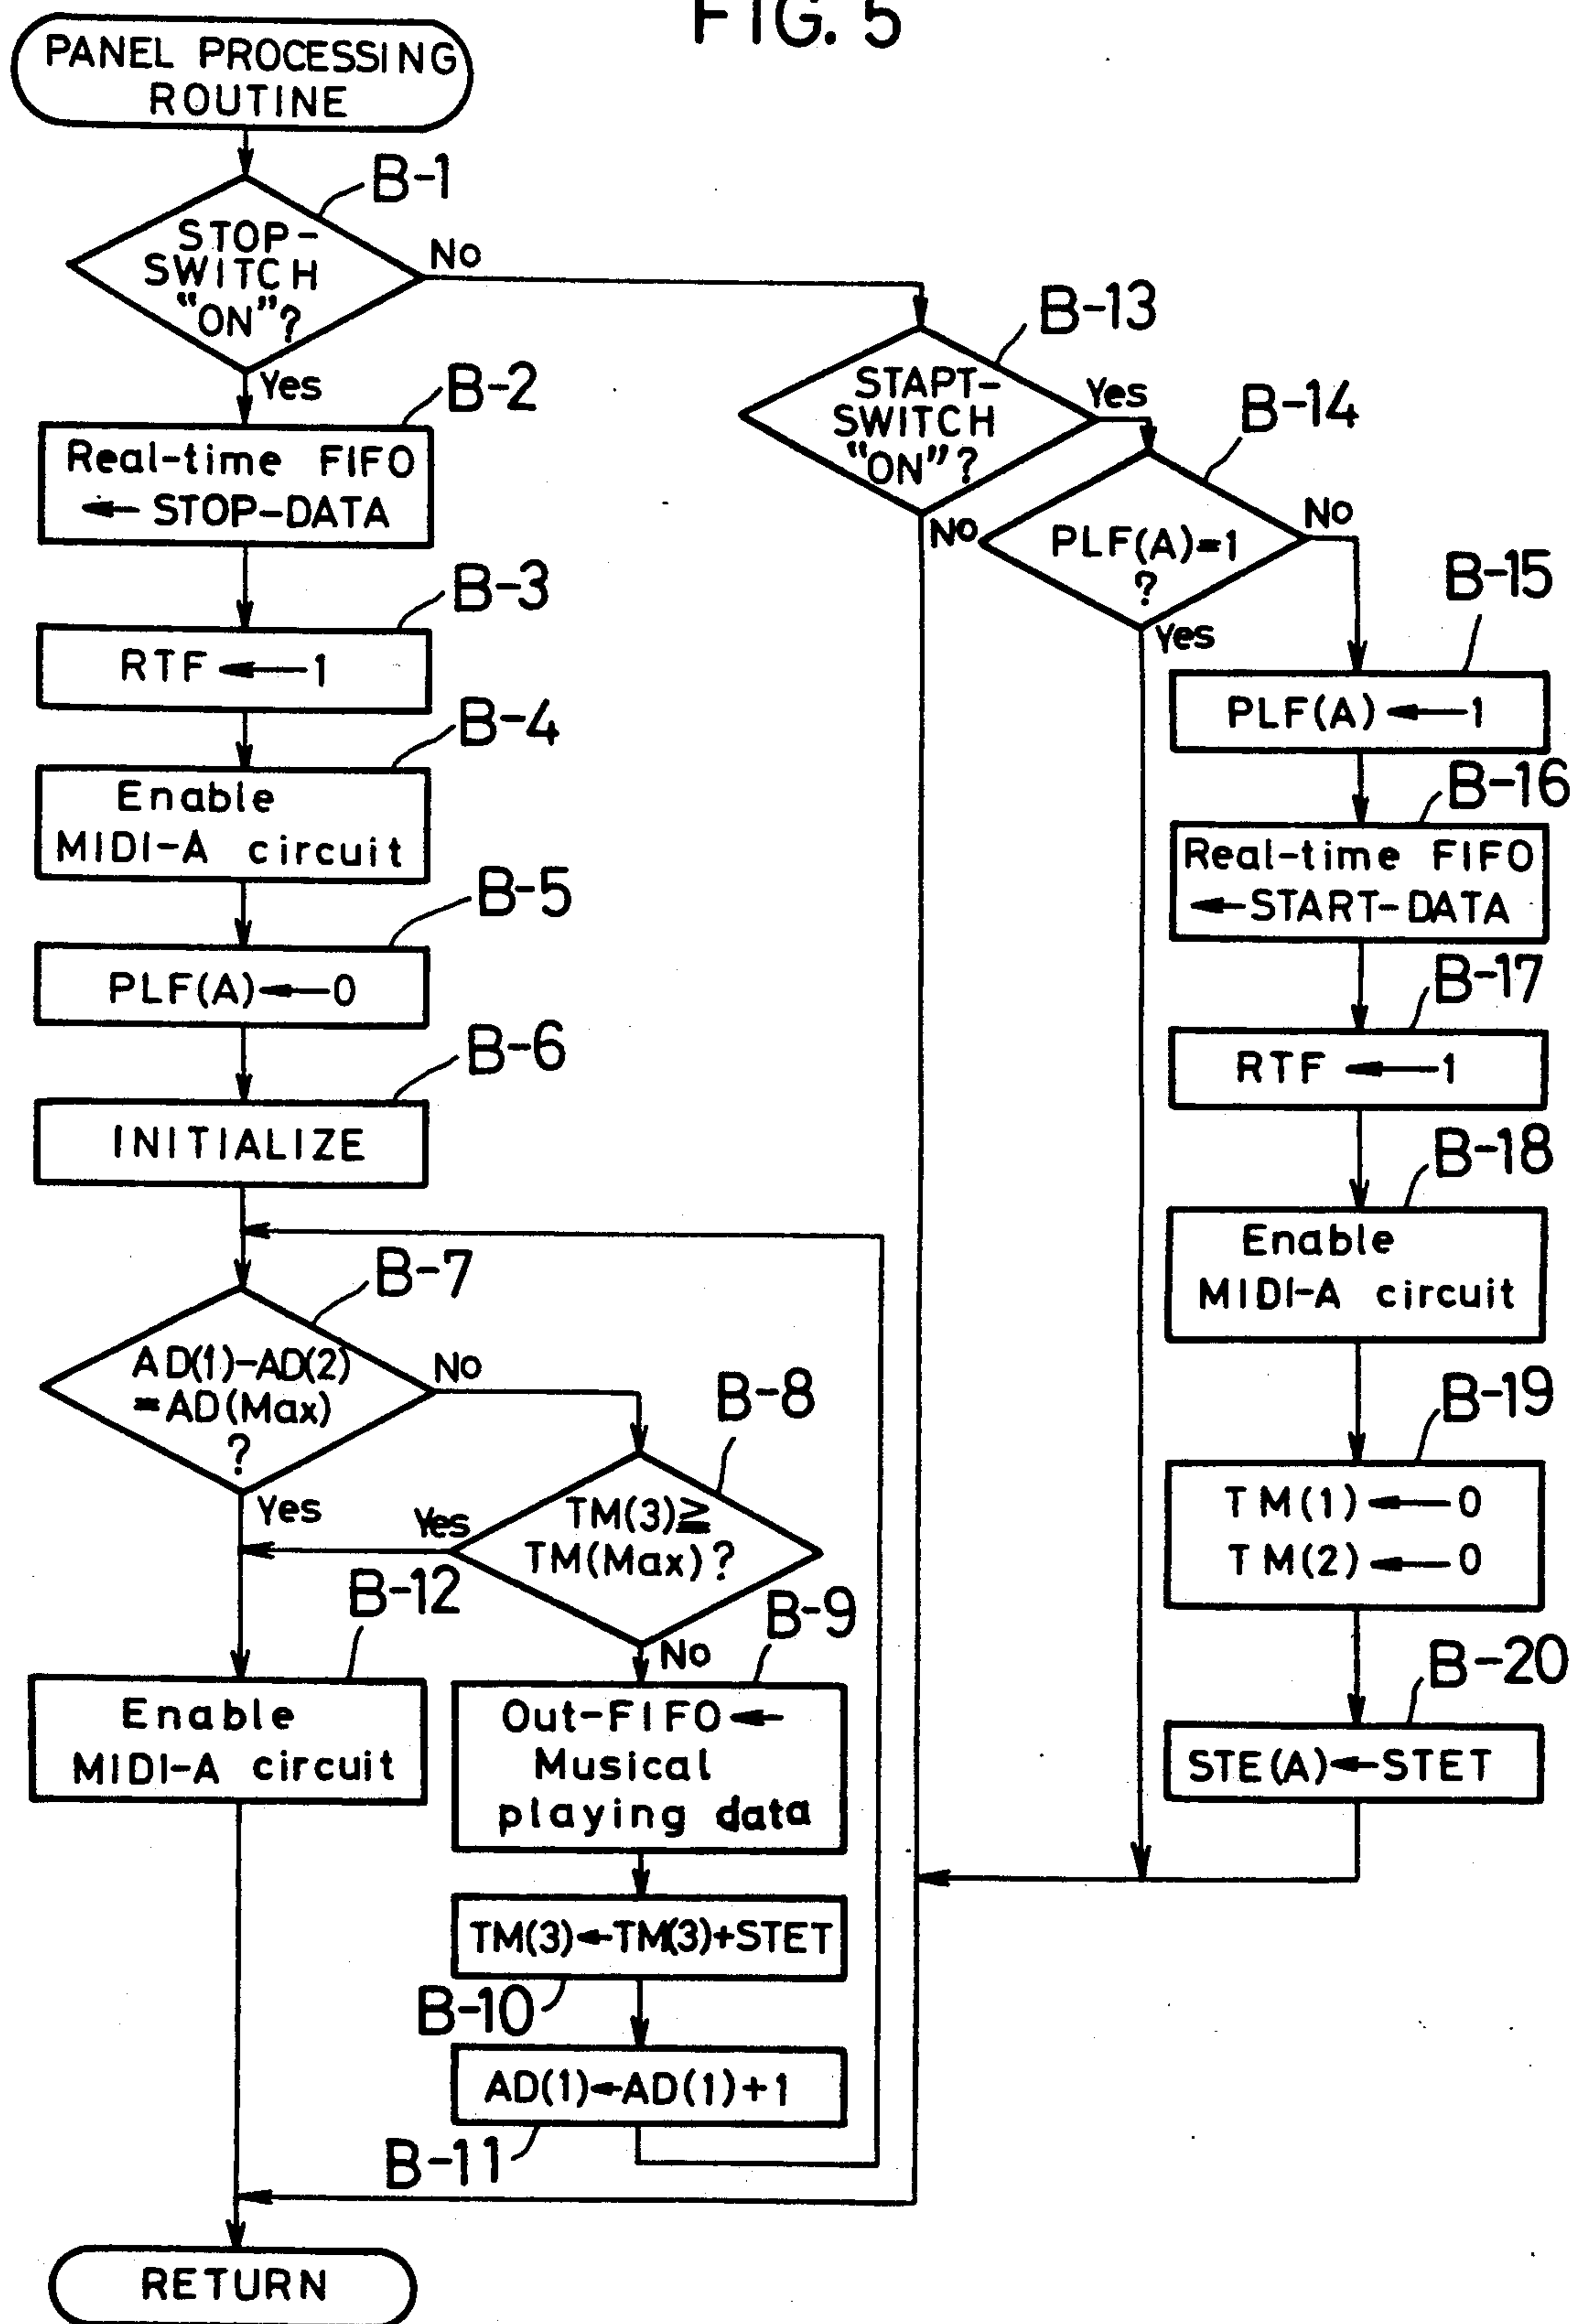 FIG. 5
PANEL PROCESSING
ROUTINE
B-1
STOP-
SWITCH
"ON"?
No
Yes
B-2
Real-time FIFO
← STOP-DATA
B-3
RTF ← 1
B-4
Enable
MIDI-A circuit
B-5
PLF(A) ← 0
B-6
INITIALIZE
B-7
AD(1)-AD(2)
=AD(Max)
?
No
Yes
B-8
TM(3)≧
TM(Max)?
Yes
No
B-12
Enable
MIDI-A circuit
B-9
Out-FIFO ←
Musical
playing data
TM(3)←TM(3)+STET
B-10
AD(1)←AD(1)+1
B-11
B-13
STAPT-
SWITCH
"ON"?
Yes
No
B-14
PLF(A)=1
?
No
Yes
B-15
PLF(A) ← 1
B-16
Real-time FIFO
← START-DATA
B-17
RTF ← 1
B-18
Enable
MIDI-A circuit
B-19
TM(1) ← 0
TM(2) ← 0
B-20
STE(A)←STET
RETURN